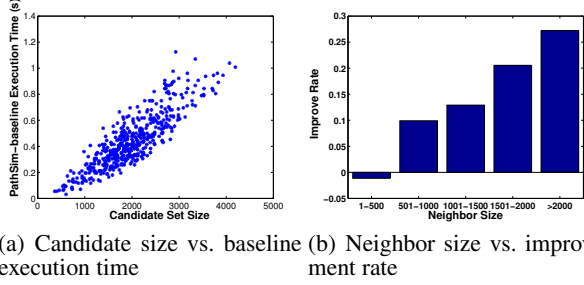 PathSim−baseline Execution Time (s)
1.4
1.2
1
0.8
0.6
0.4
0.2
0
0 1000 2000 3000 4000 5000
Candidate Set Size
Improve Rate
0.3
0.25
0.2
0.15
0.1
0.05
0
−0.05
1−500 501−1000 1001−1500 1501−2000 >2000
Neighbor Size
(a) Candidate size vs. baseline
execution time
(b) Neighbor size vs. improve
ment rate